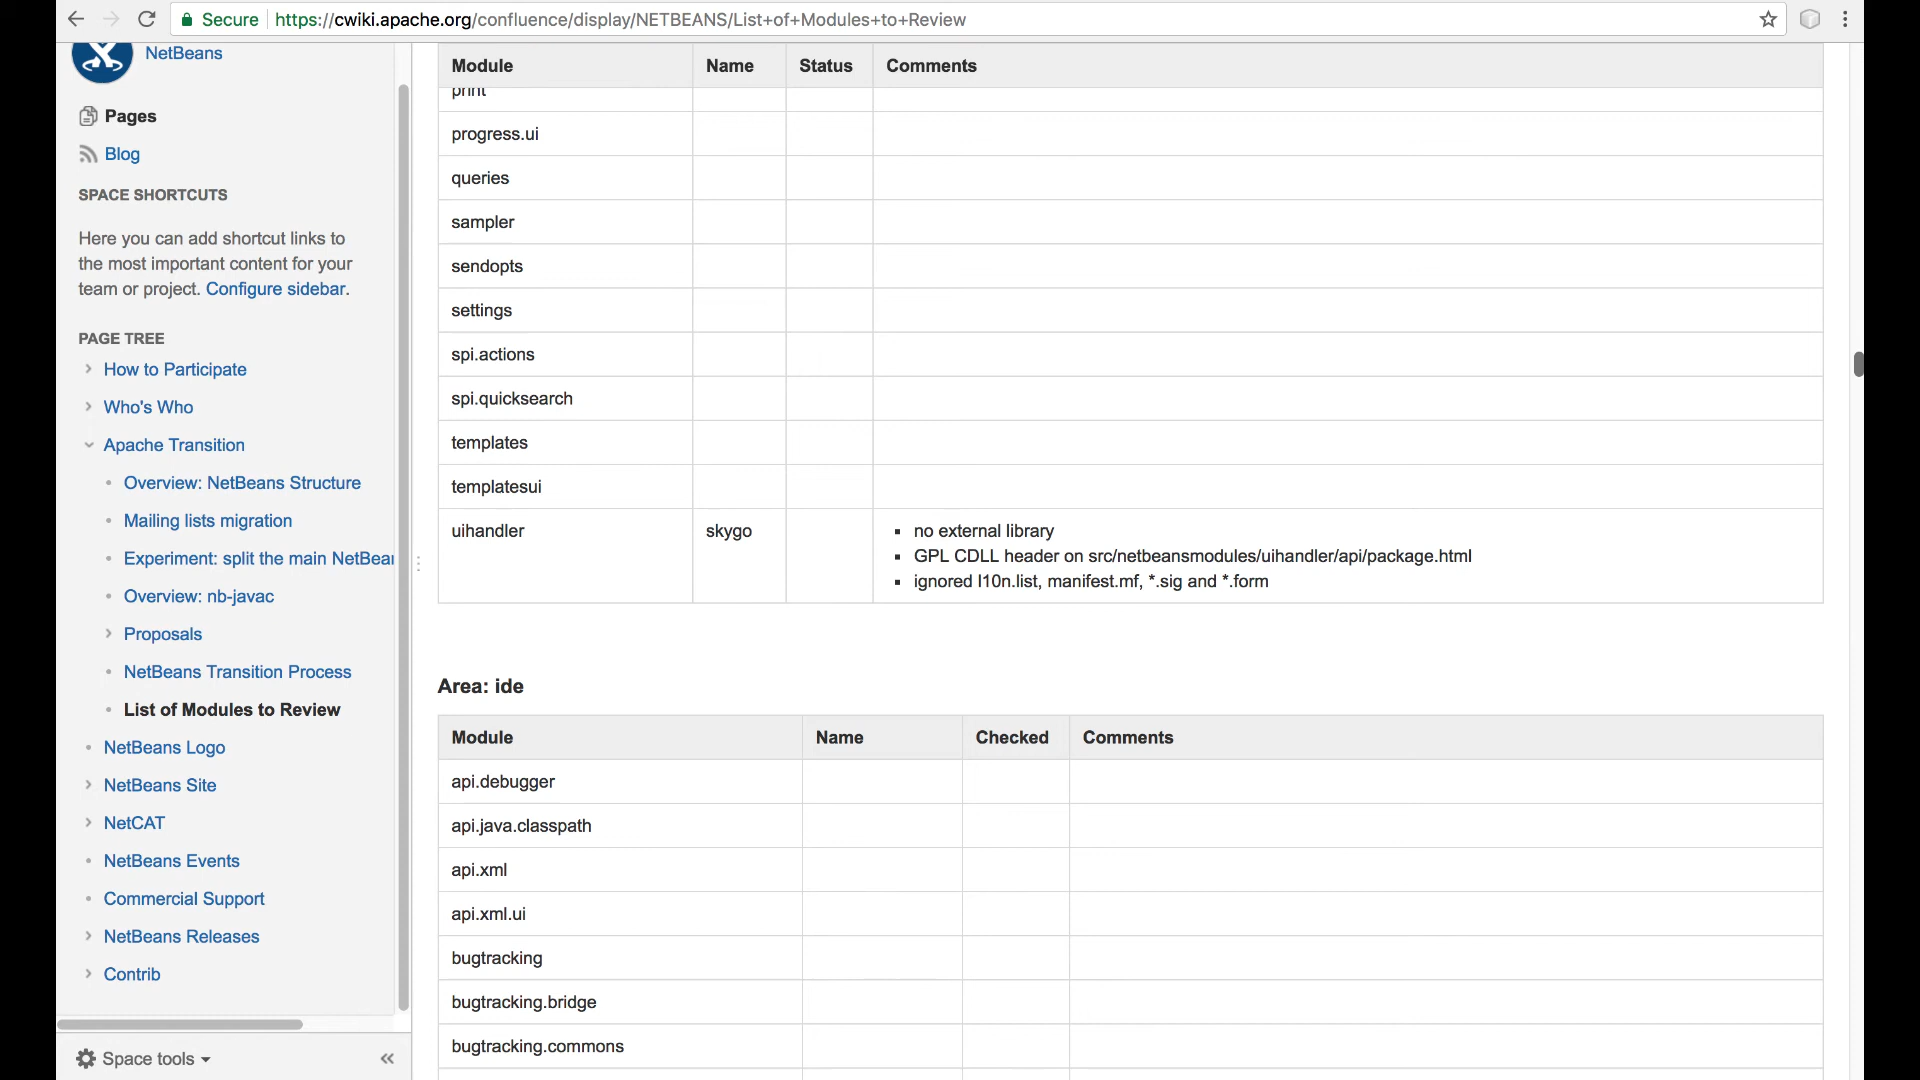 Secure https://cwiki.apache.org/confluence/display/NETBEANS/List+of+Modules+to+Review
NetBeans
Pages
Blog
SPACE SHORTCUTS
Here you can add shortcut links to
the most important content for your
team or project. Configure sidebar.
PAGE TREE
How to Participate
Who's Who
Apache Transition
Overview: NetBeans Structure
Mailing lists migration
Experiment: split the main NetBean
Overview: nb-javac
Proposals
NetBeans Transition Process
List of Modules to Review
NetBeans Logo
NetBeans Site
NetCAT
NetBeans Events
Commercial Support
NetBeans Releases
Contrib
Space tools
Module Name Status Comments
print
progress.ui
queries
sampler
sendopts
settings
spi.actions
spi.quicksearch
templates
templatesui
uihandler skygo no external library
GPL CDLL header on src/netbeansmodules/uihandler/api/package.html
ignored l10n.list, manifest.mf, *.sig and *.form
Area: ide
Module Name Checked Comments
api.debugger
api.java.classpath
api.xml
api.xml.ui
bugtracking
bugtracking.bridge
bugtracking.commons